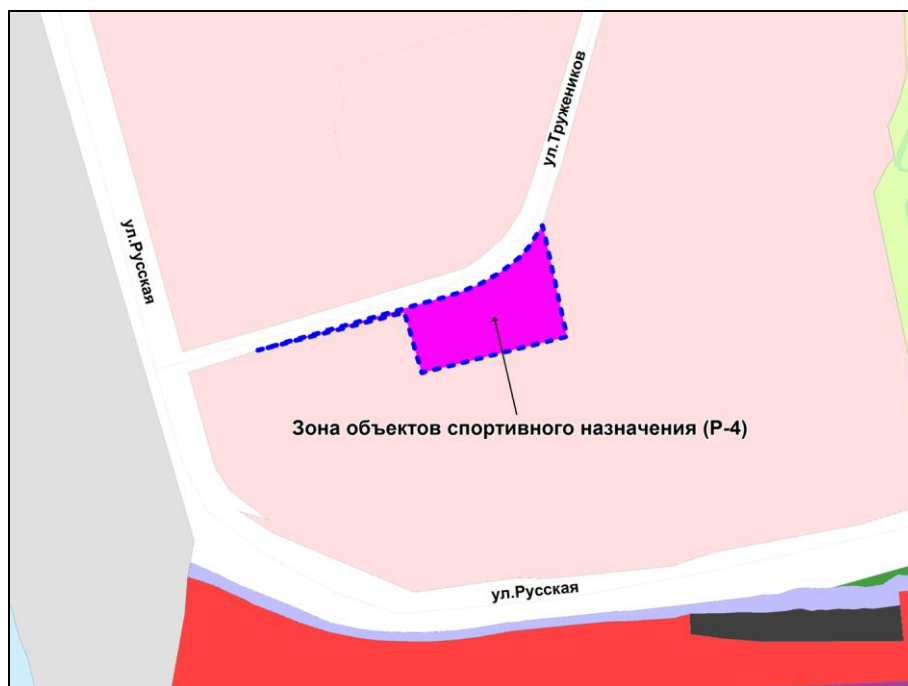 ул.Тружеников
ул.Русская
Зона объектов спортивного назначения (Р-4)
ул.Русская